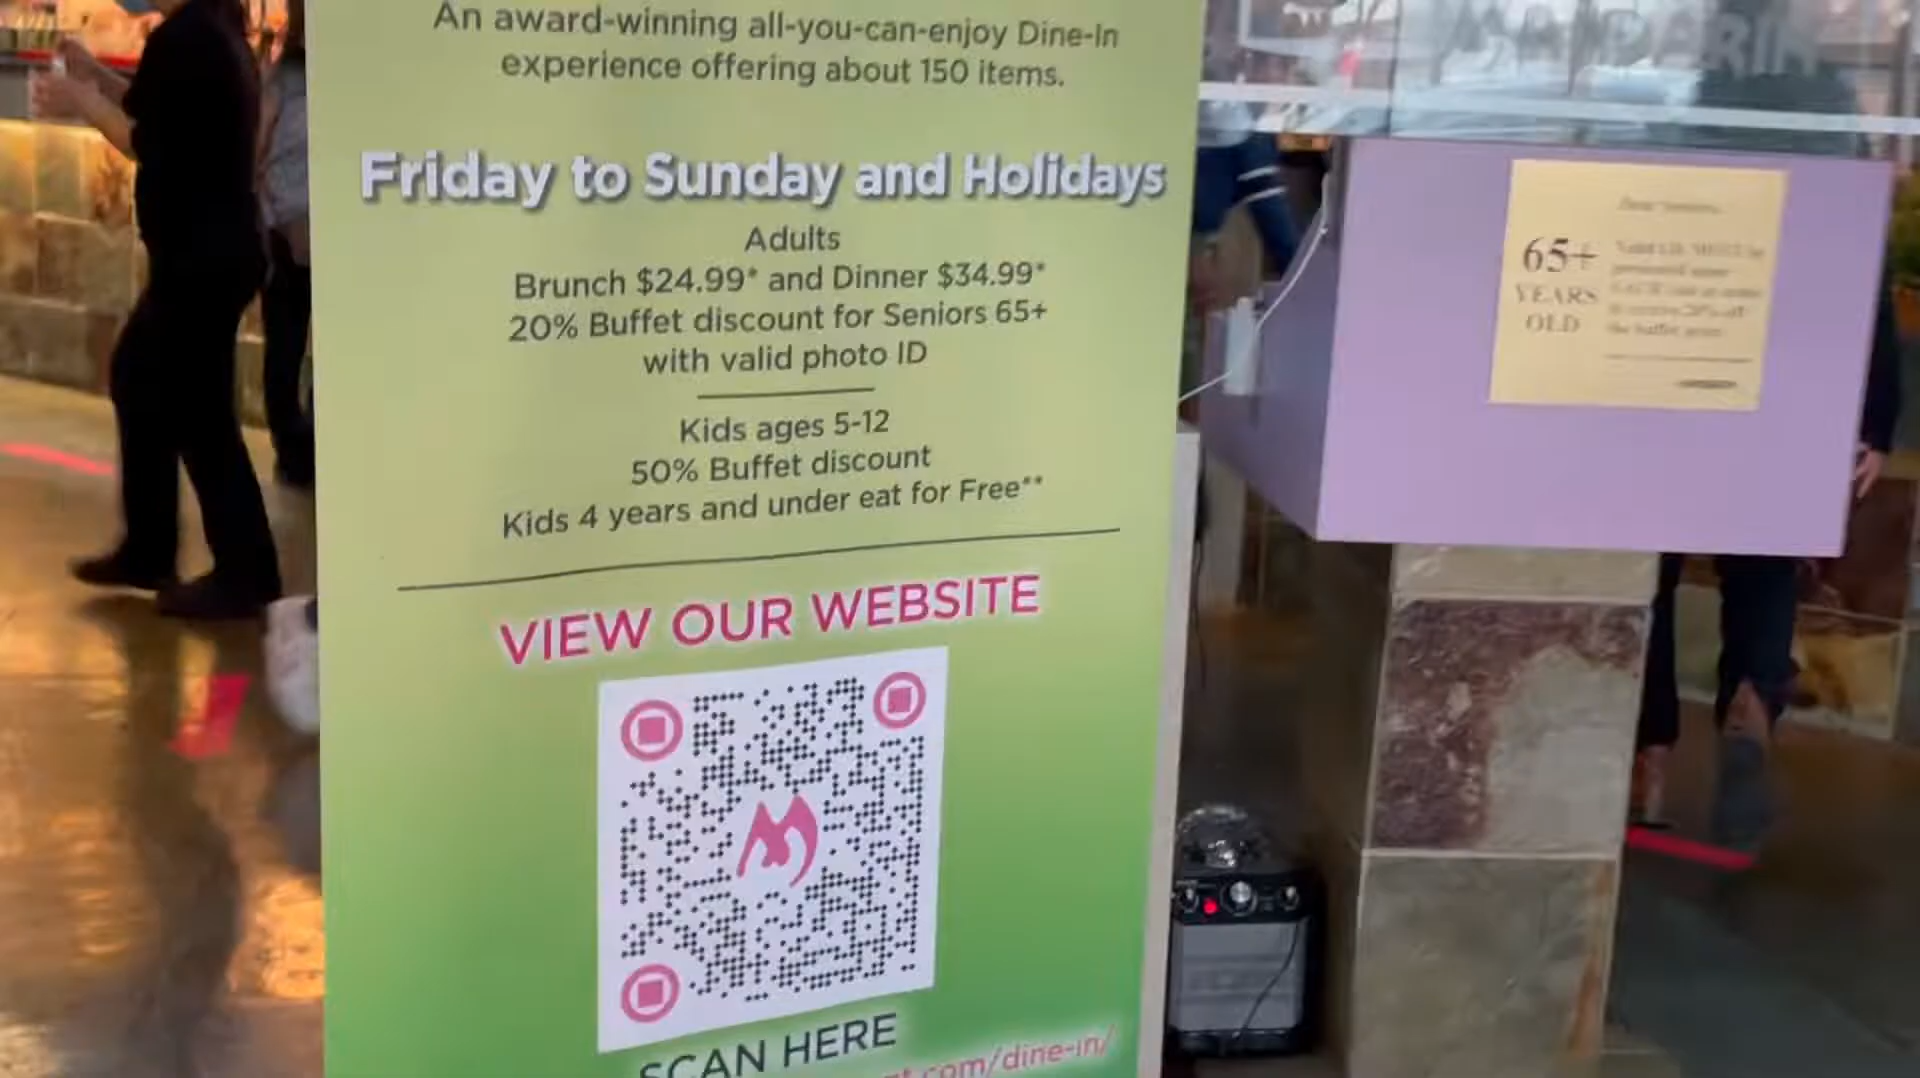 An award-winning all-you-can-enjoy Dine-In
experience offering about 150 items.
Friday to Sunday and Holidays
Adults
Brunch $24.99* and Dinner $34.99*
20% Buffet discount for Seniors 65+
with valid photo ID
Kids ages 5-12
50% Buffet discount
Kids 4 years and under eat for Free**
VIEW OUR WEBSITE
SCAN HERE
.com/dine-in/
MANDARIN
65+
YEARS
OLD